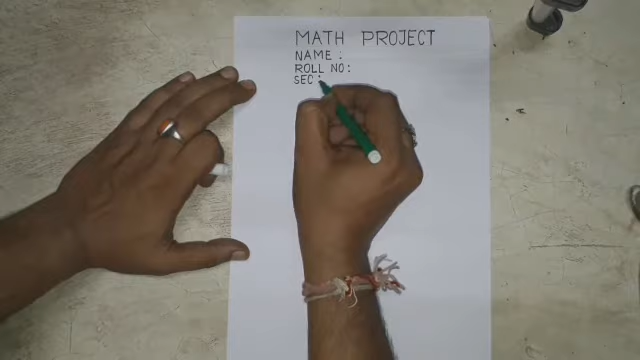 MATH PROJECT
NAME :
ROLL NO :
SEC :